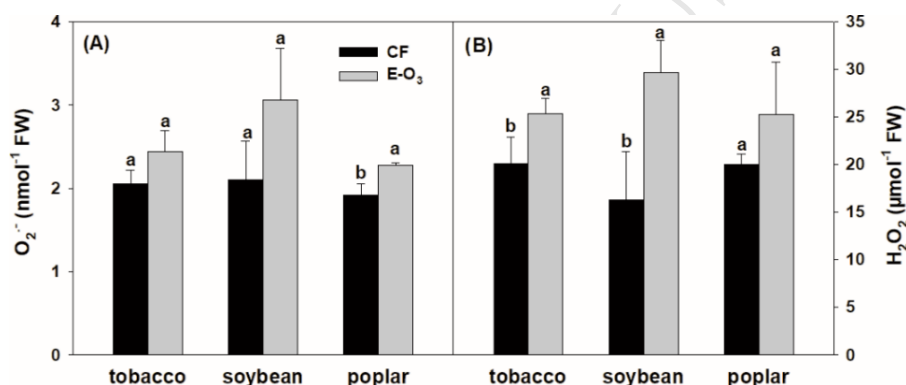 (A)
CF
E-O₃
a
a
a
a
b
a
O₂·⁻ (nmol⁻¹ FW)
4
3
2
1
0
tobacco
soybean
poplar
(B)
b
a
b
a
a
a
H₂O₂ (µmol⁻¹ FW)
35
30
25
20
15
10
5
0
tobacco
soybean
poplar